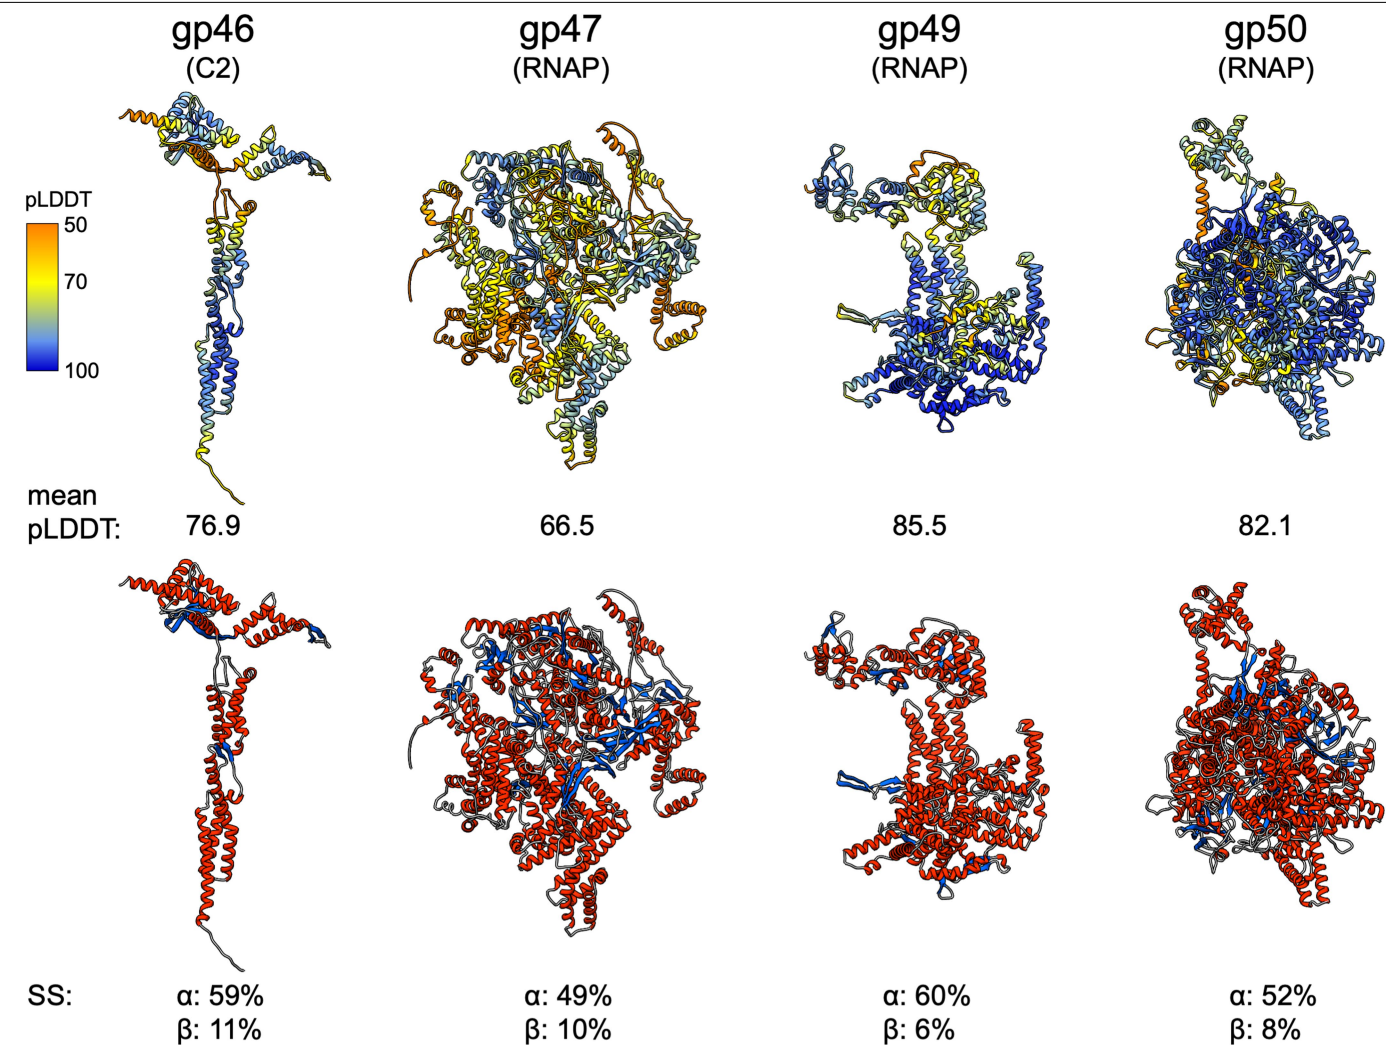 gp46 gp47 gp49 gp50
(C2) (RNAP) (RNAP) (RNAP)
pLDDT
50
70
100
mean
pLDDT: 76.9 66.5 85.5 82.1
SS: α: 59% α: 49% α: 60% α: 52%
β: 11% β: 10% β: 6% β: 8%